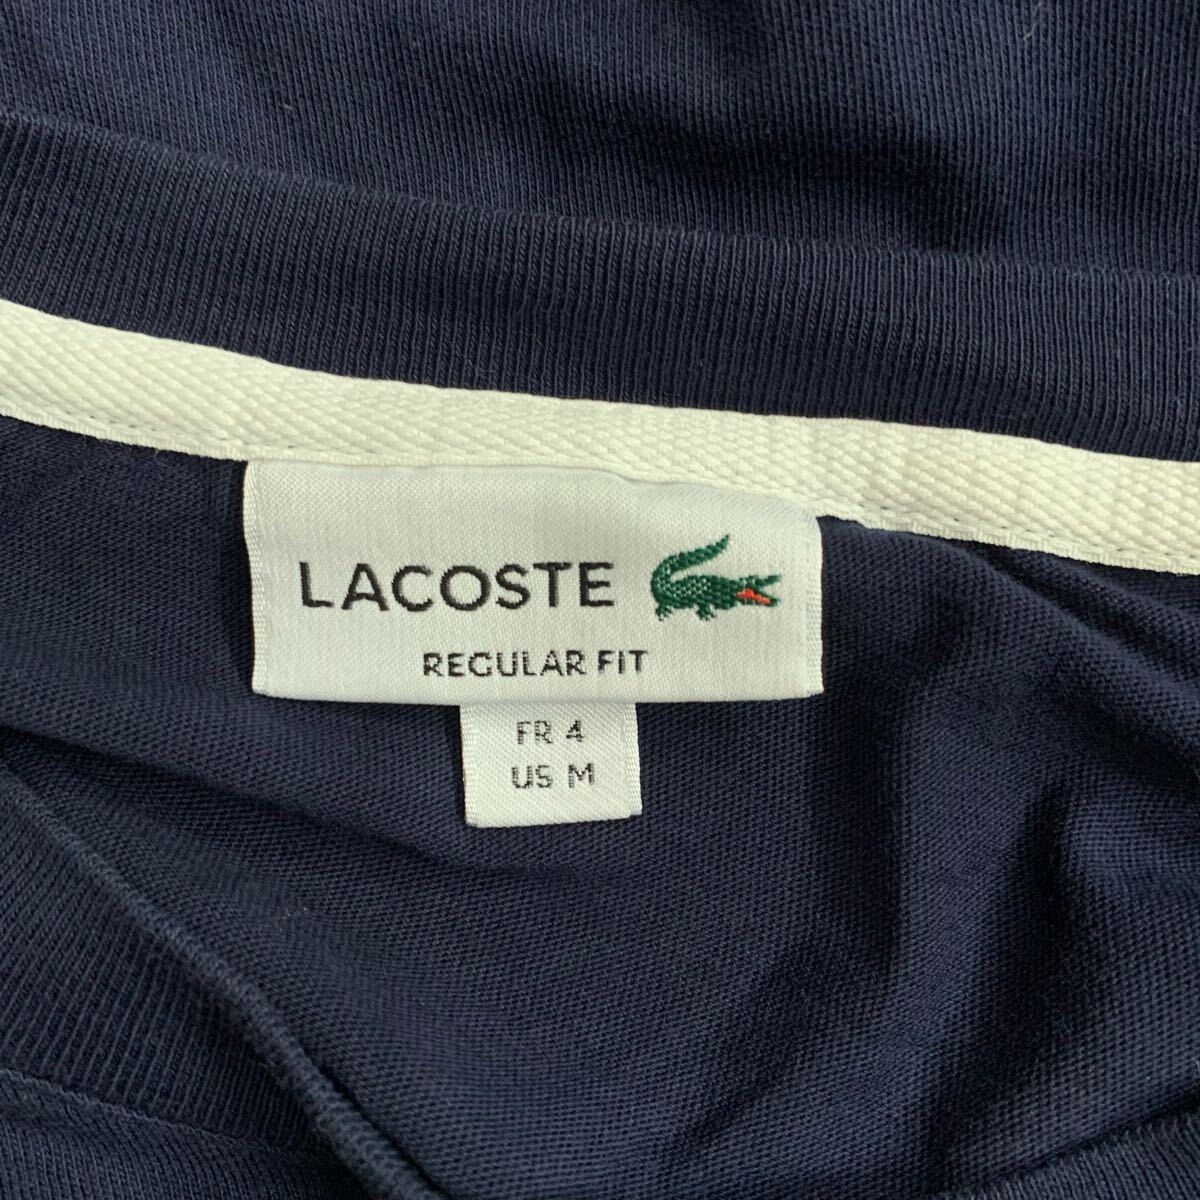 LACOSTE
REGULAR FIT
FR 4
US M